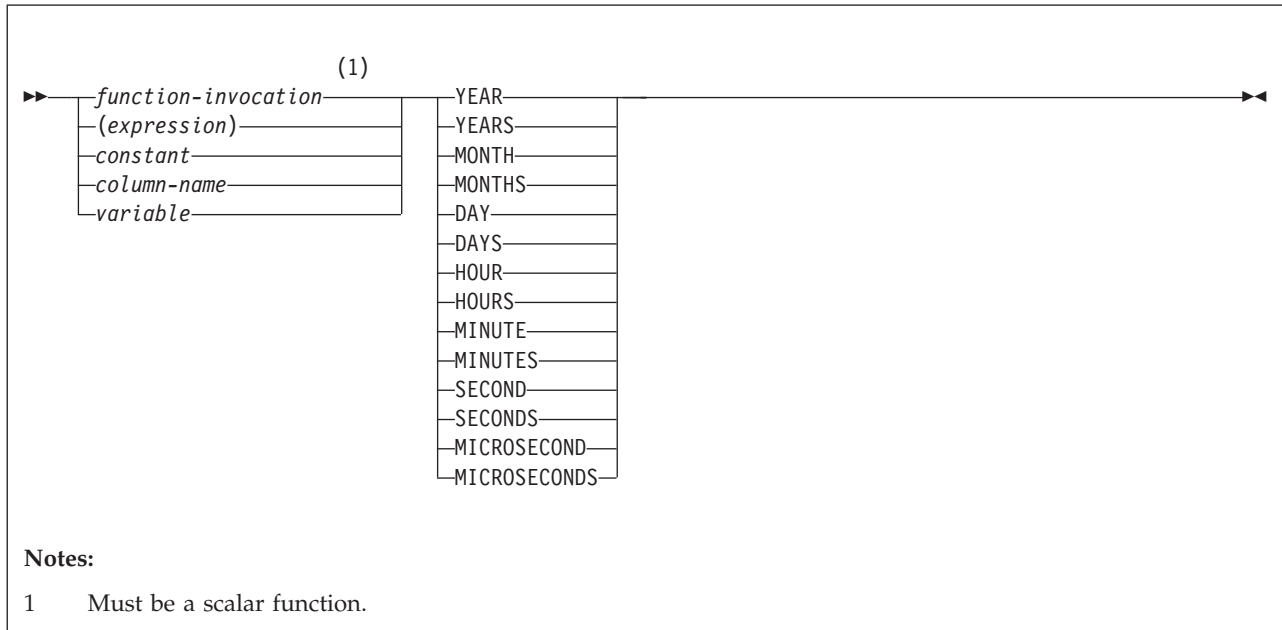 (1)
function-invocation YEAR
(expression) YEARS
constant MONTH
column-name MONTHS
variable DAY
DAYS
HOUR
HOURS
MINUTE
MINUTES
SECOND
SECONDS
MICROSECOND
MICROSECONDS
Notes:
1 Must be a scalar function.